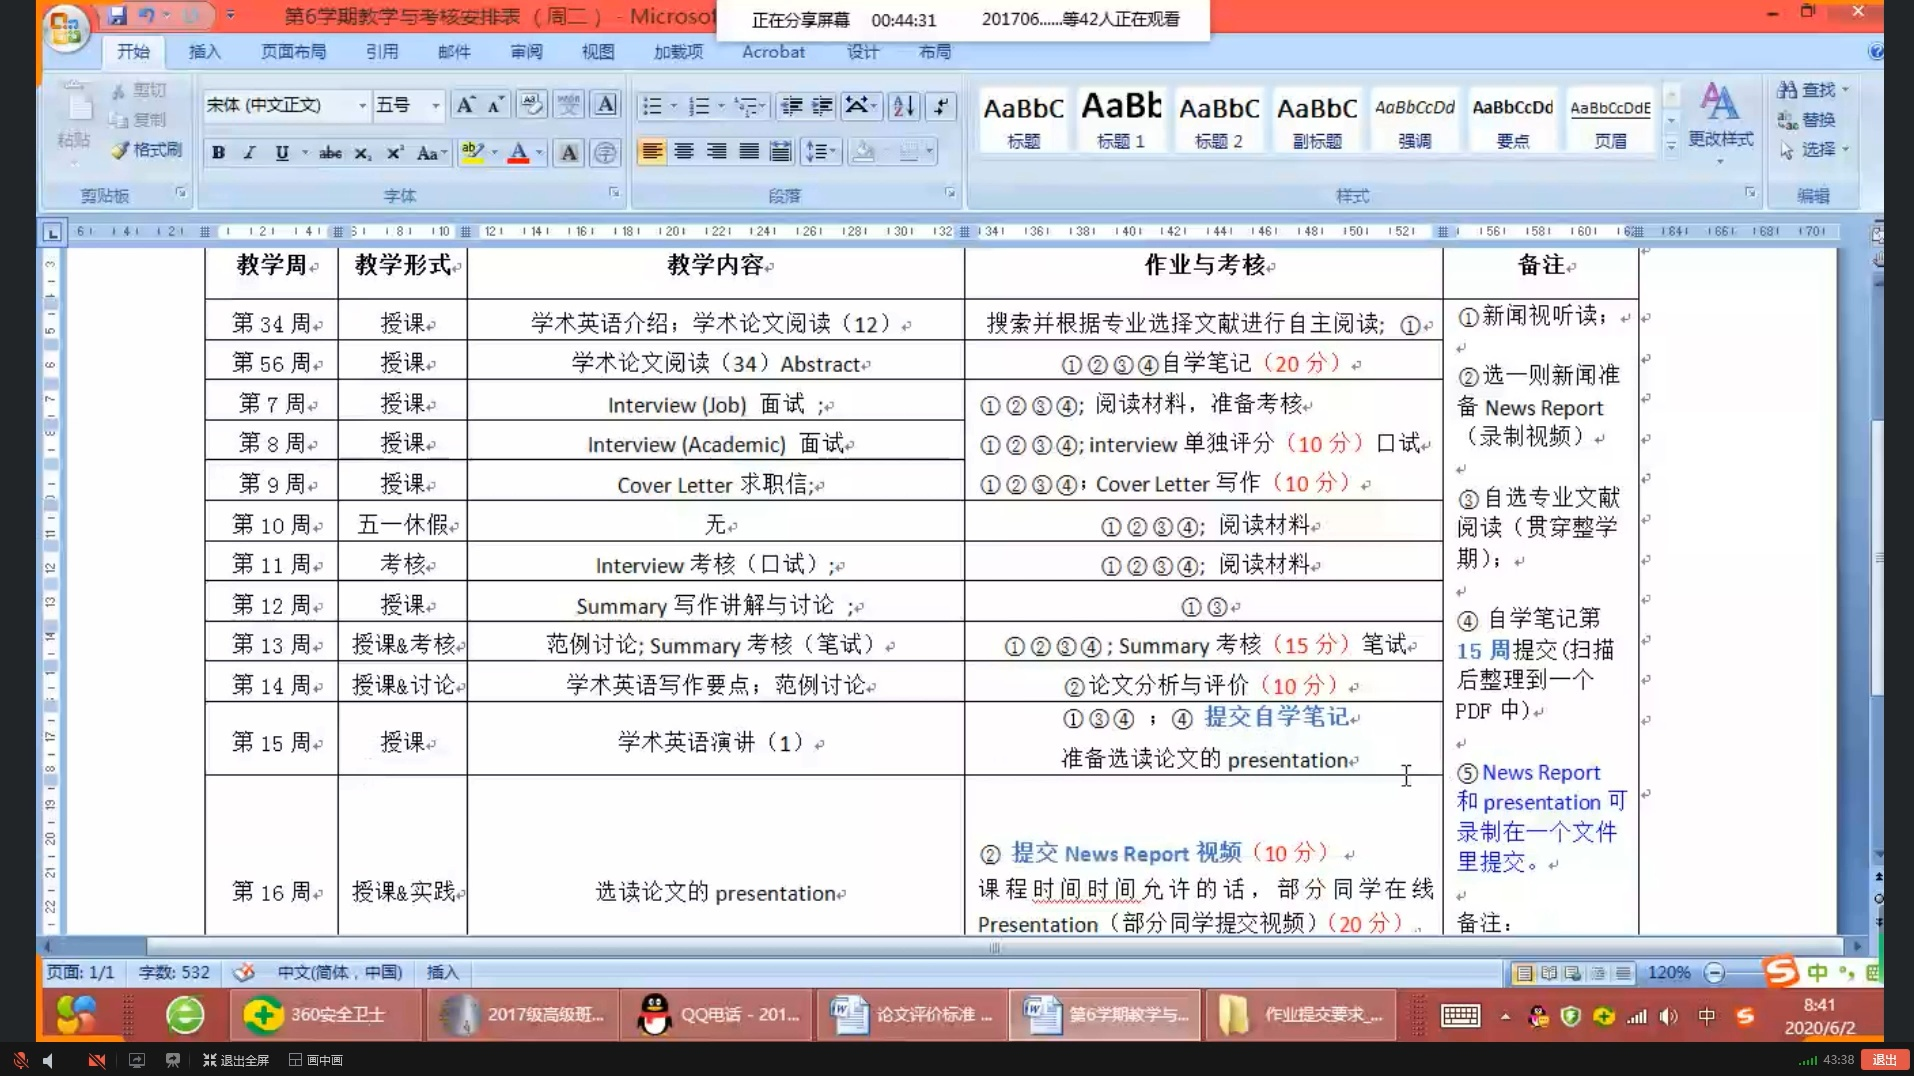 第6学期教学与考核安排表（周二） - Microsoft
正在分享屏幕 00:44:31 201706......等42人正在观看
开始 插入 页面布局 引用 邮件 审阅 视图 加载项 Acrobat 设计 布局
剪切
复制
粘贴
格式刷
剪贴板
宋体 (中文正文) 五号
字体
段落
AaBbC AaBb AaBbC AaBbC AaBbCcDd AaBbCcDd AaBbCcDdE
标题 标题 1 标题 2 副标题 强调 要点 页眉
更改样式
样式
查找
替换
选择
编辑
教学周 教学形式 教学内容 作业与考核 备注
第 34 周 授课 学术英语介绍；学术论文阅读（12） 搜索并根据专业选择文献进行自主阅读；①
第 56 周 授课 学术论文阅读（34）Abstract ①②③④自学笔记（20 分）
第 7 周 授课 Interview (Job) 面试 ; ①②③④; 阅读材料，准备考核
第 8 周 授课 Interview (Academic) 面试 ①②③④; interview 单独评分（10 分）口试
第 9 周 授课 Cover Letter 求职信; ①②③④; Cover Letter 写作（10 分）
第 10 周 五一休假 无 ①②③④; 阅读材料
第 11 周 考核 Interview 考核（口试）; ①②③④; 阅读材料
第 12 周 授课 Summary 写作讲解与讨论 ; ①③
第 13 周 授课&考核 范例讨论; Summary 考核（笔试） ①②③④; Summary 考核（15 分）笔试
第 14 周 授课&讨论 学术英语写作要点；范例讨论 ②论文分析与评价（10 分）
第 15 周 授课 学术英语演讲（1） ①③④ ；④ 提交自学笔记
准备选读论文的 presentation
第 16 周 授课&实践 选读论文的 presentation
② 提交 News Report 视频（10 分）
课程时间时间允许的话，部分同学在线
Presentation（部分同学提交视频）（20 分）
①新闻视听读；
②选一则新闻准
备 News Report
（录制视频）
③自选专业文献
阅读（贯穿整学
期）；
④ 自学笔记第
15 周提交(扫描
后整理到一个
PDF 中)
⑤News Report
和 presentation 可
录制在一个文件
里提交。
备注：
页面: 1/1 字数: 532 中文(简体，中国) 插入 120% 中
360安全卫士 2017级高级班... QQ电话 - 201... 论文评价标准 ... 第6学期教学与... 作业提交要求_... 中
8:41
2020/6/2
退出全屏 画中画 43:38 退出